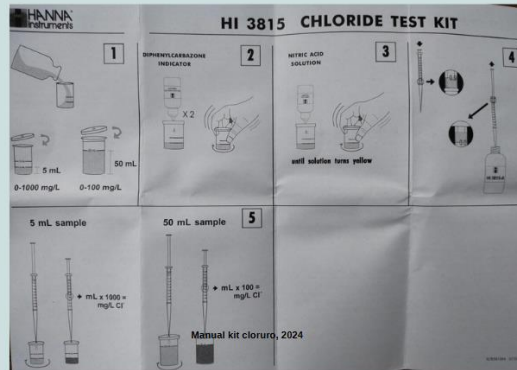 HANNA
instruments
HI 3815 CHLORIDE TEST KIT
1
5 mL
50 mL
0-1000 mg/L
0-100 mg/L
2
DIPHENYLCARBAZONE
INDICATOR
X 2
3
NITRIC ACID
SOLUTION
until solution turns yellow
4
5 mL sample
mL x 1000 =
mg/L Cl⁻
5
50 mL sample
mL x 100 =
mg/L Cl⁻
Manual kit cloruro, 2024